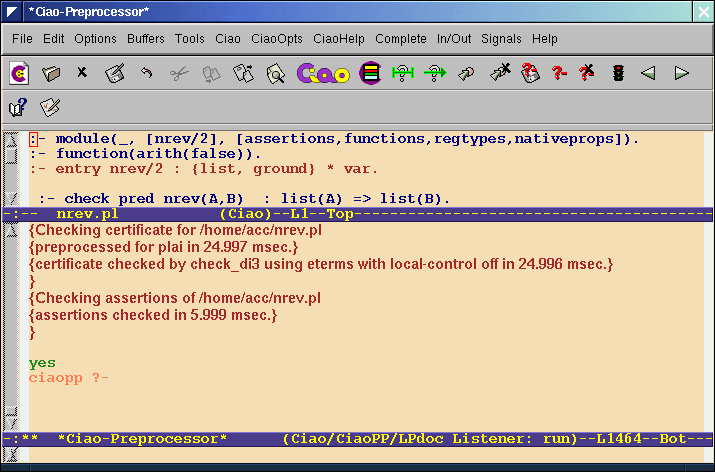 *Ciao-Preprocessor*
File Edit Options Buffers Tools Ciao CiaoOpts CiaoHelp Complete In/Out Signals Help
Ciao
:- module(_, [nrev/2], [assertions,functions,regtypes,nativeprops]).
:- function(arith(false)).
:- entry nrev/2 : {list, ground} * var.
:- check pred nrev(A,B)  : list(A) => list(B).
-:--  nrev.pl            (Ciao)--L1--Top-------------------------------------------
{Checking certificate for /home/acc/nrev.pl
{preprocessed for plai in 24.997 msec.}
{certificate checked by check_di3 using eterms with local-control off in 24.996 msec.}
}
{Checking assertions of /home/acc/nrev.pl
{assertions checked in 5.999 msec.}
}
yes
ciaopp ?-
-:**  *Ciao-Preprocessor*      (Ciao/CiaoPP/LPdoc Listener: run)--L1464--Bot---